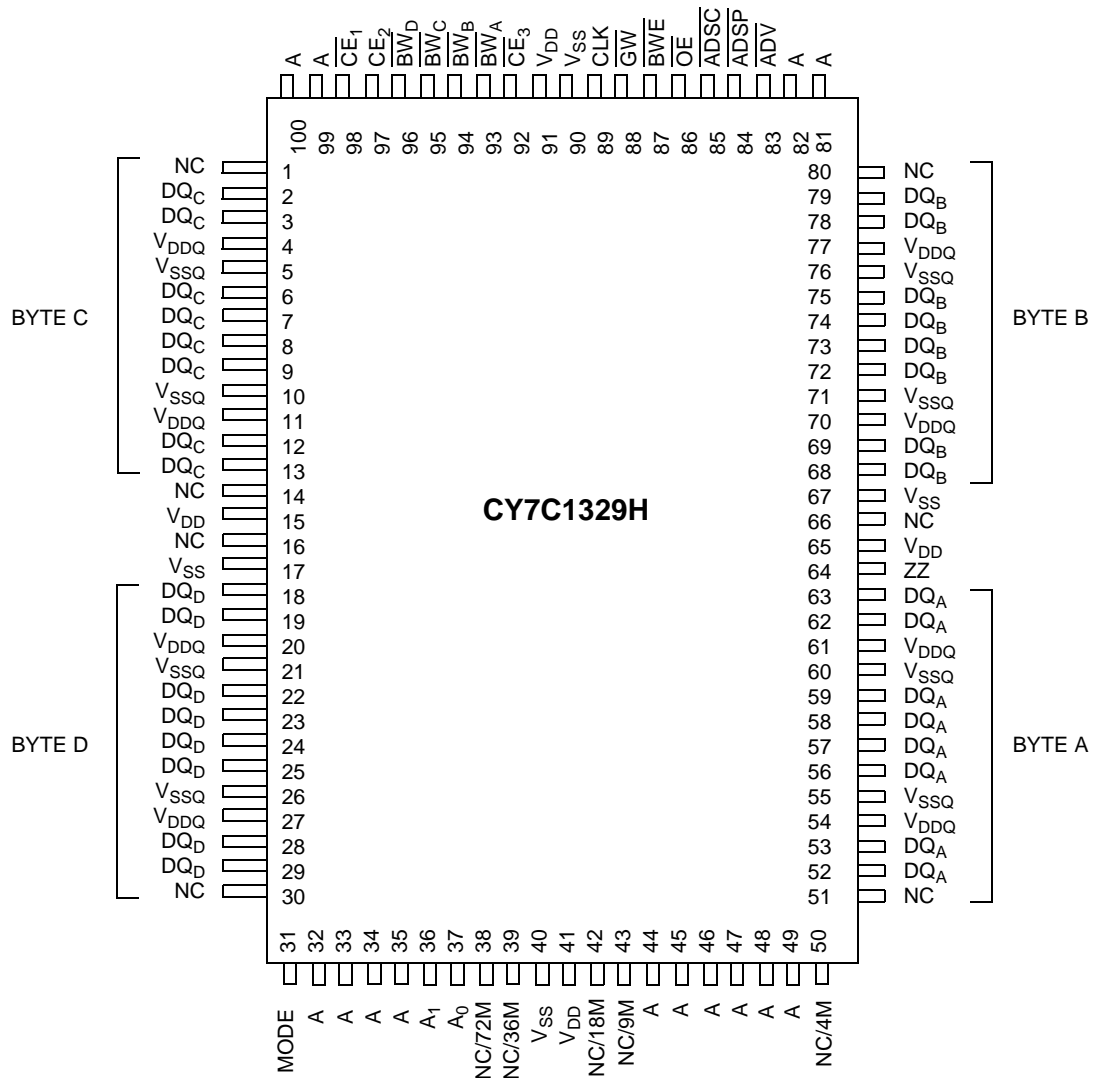 A
A
CE1
CE2
BWD
BWC
BWB
BWA
CE3
VDD
VSS
CLK
GW
BWE
OE
ADSC
ADSP
ADV
A
A
100
99
98
97
96
95
94
93
92
91
90
89
88
87
86
85
84
83
82
81
BYTE C
NC 1
DQC 2
DQC 3
VDDQ 4
VSSQ 5
DQC 6
DQC 7
DQC 8
DQC 9
VSSQ 10
VDDQ 11
DQC 12
DQC 13
NC 14
VDD 15
NC 16
VSS 17
BYTE D
DQD 18
DQD 19
VDDQ 20
VSSQ 21
DQD 22
DQD 23
DQD 24
DQD 25
VSSQ 26
VDDQ 27
DQD 28
DQD 29
NC 30
CY7C1329H
80 NC
79 DQB
78 DQB
77 VDDQ
76 VSSQ
75 DQB
74 DQB
73 DQB
72 DQB
71 VSSQ
70 VDDQ
69 DQB
68 DQB
BYTE B
67 VSS
66 NC
65 VDD
64 ZZ
63 DQA
62 DQA
61 VDDQ
60 VSSQ
59 DQA
58 DQA
57 DQA
56 DQA
55 VSSQ
54 VDDQ
53 DQA
52 DQA
51 NC
BYTE A
31
32
33
34
35
36
37
38
39
40
41
42
43
44
45
46
47
48
49
50
MODE
A
A
A
A
A1
A0
NC/72M
NC/36M
VSS
VDD
NC/18M
NC/9M
A
A
A
A
A
A
NC/4M